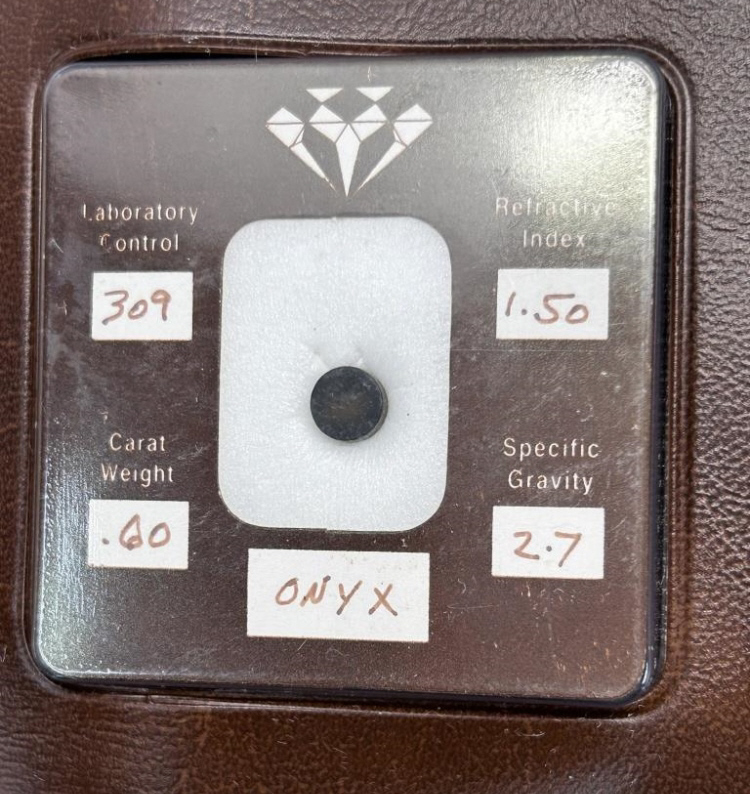 Laboratory
Control
309
Refractive
Index
1.50
Carat
Weight
.60
Specific
Gravity
2.7
ONYX